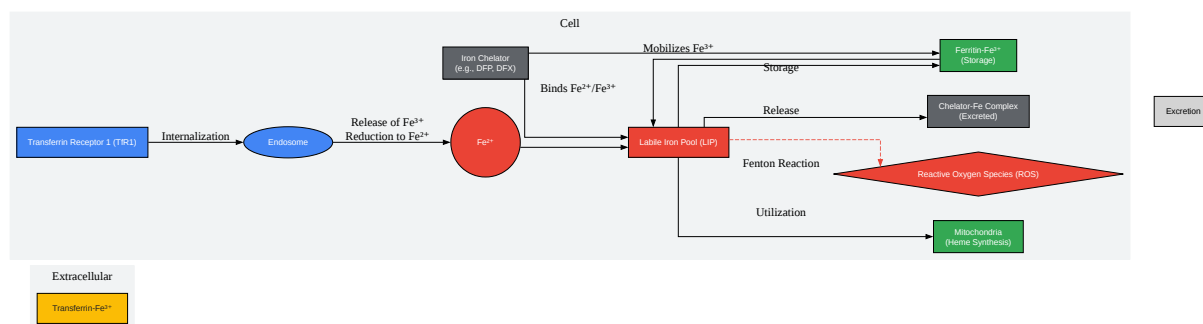 Cell
Iron Chelator
(e.g., DFP, DFX)
Mobilizes Fe³⁺
Ferritin-Fe³⁺
(Storage)
Storage
Binds Fe²⁺/Fe³⁺
Chelator-Fe Complex
(Excreted)
Release
Excretion
Transferrin Receptor 1 (TfR1)
Internalization
Endosome
Release of Fe³⁺
Reduction to Fe²⁺
Fe²⁺
Labile Iron Pool (LIP)
Fenton Reaction
Reactive Oxygen Species (ROS)
Utilization
Mitochondria
(Heme Synthesis)
Extracellular
Transferrin-Fe³⁺